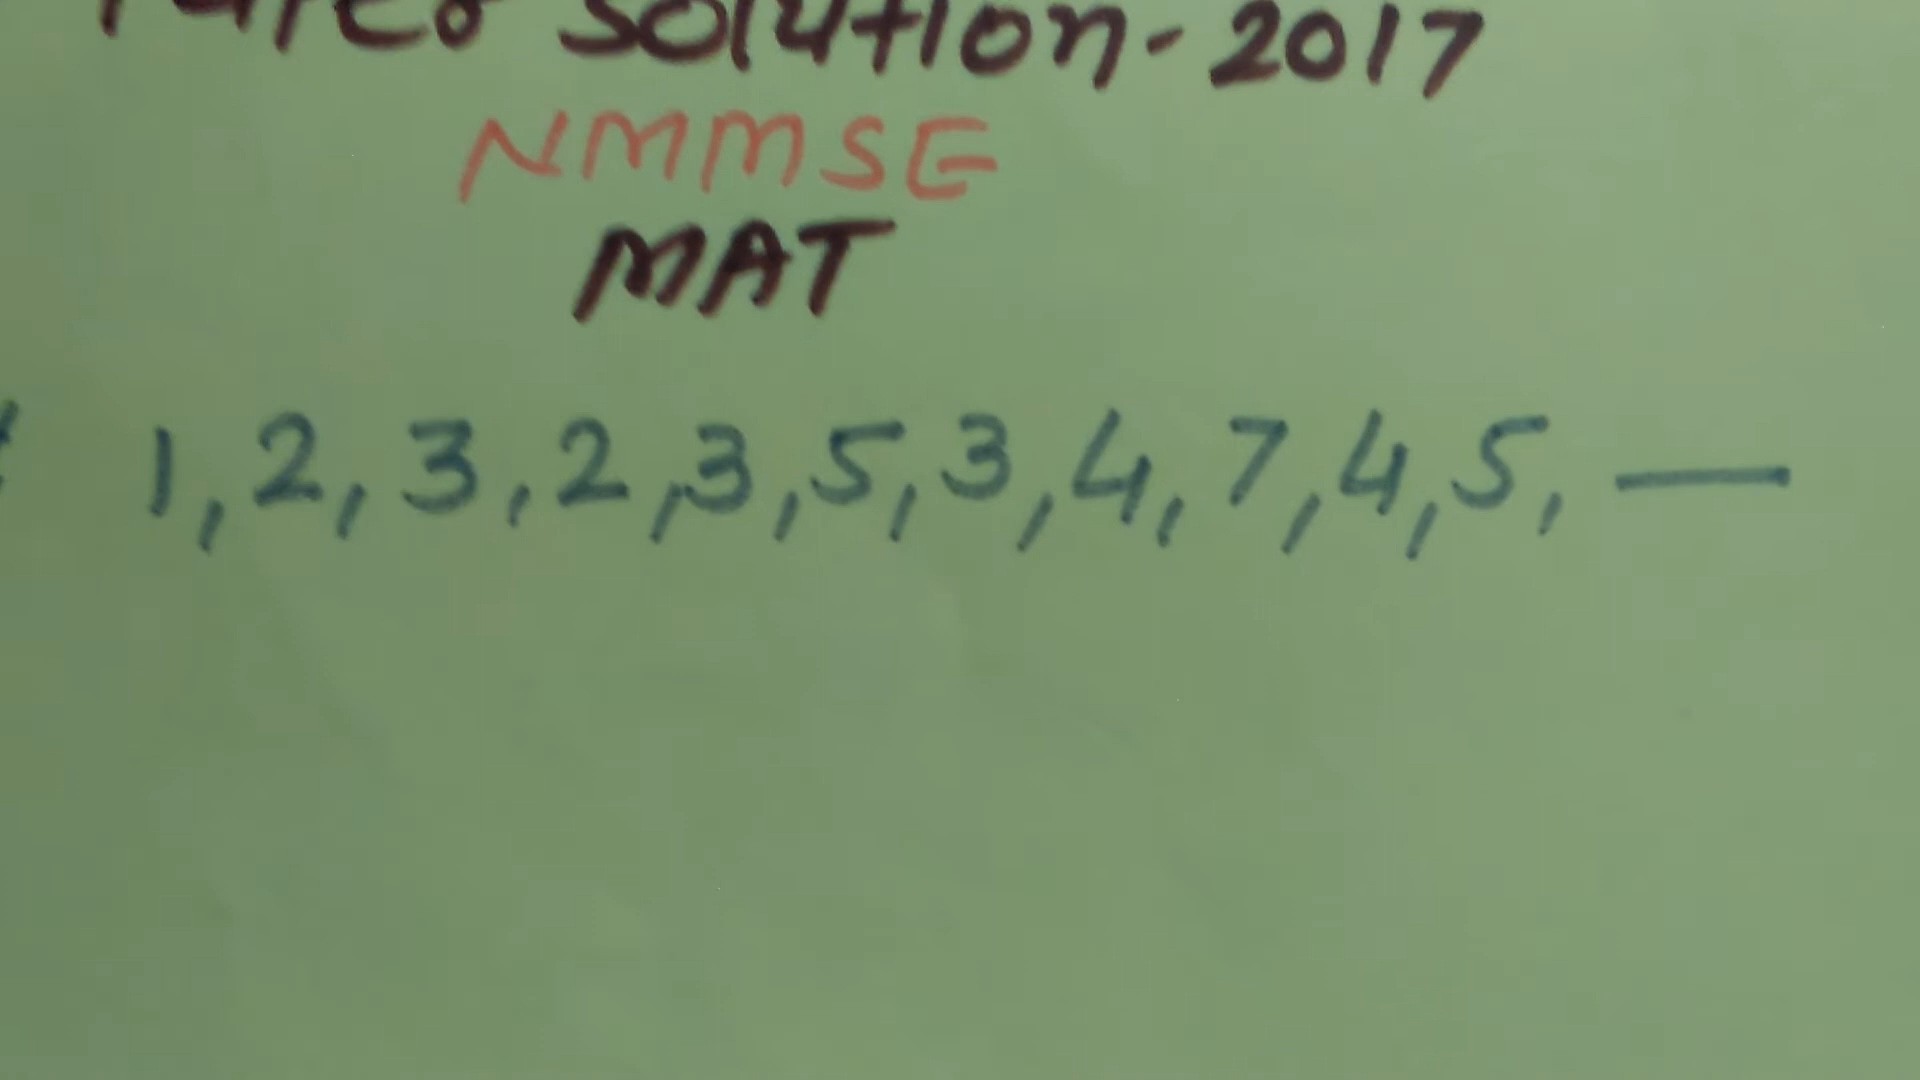 Solution-2017
NMMSE
MAT
1, 2, 3, 2, 3, 5, 3, 4, 7, 4, 5, —